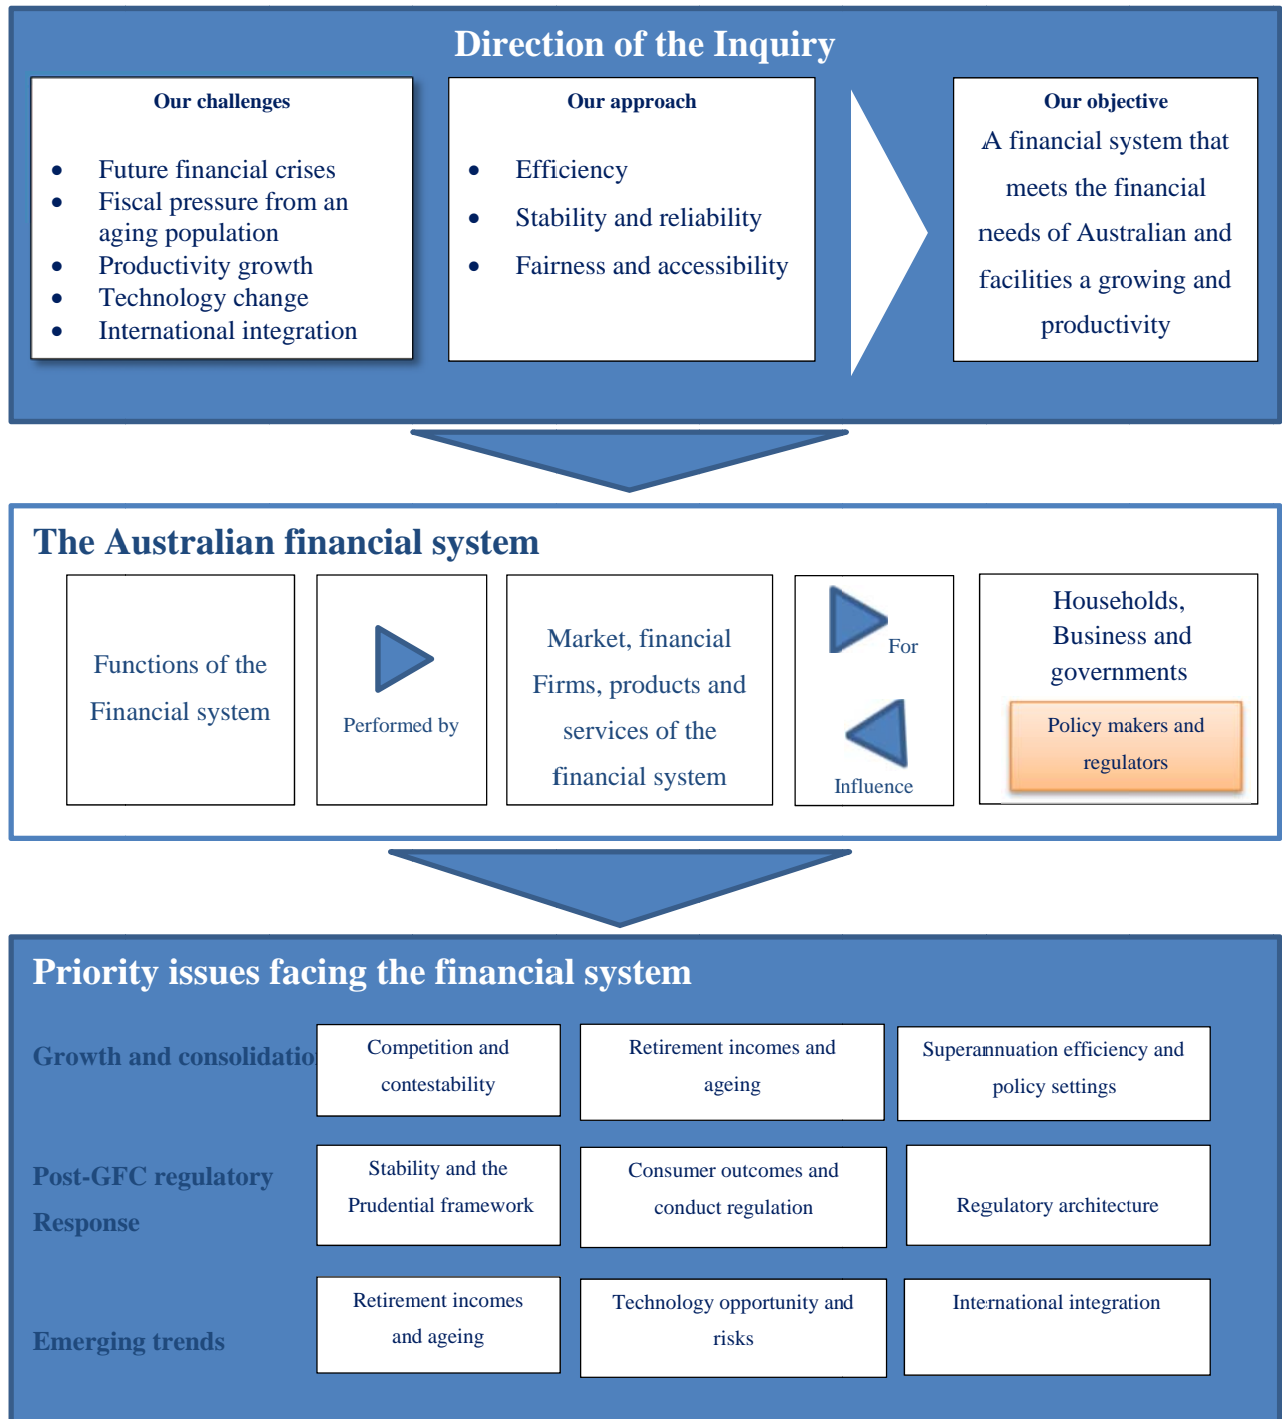 Direction of the Inquiry
Our challenges
• Future financial crises
• Fiscal pressure from an
aging population
• Productivity growth
• Technology change
• International integration
Our approach
• Efficiency
• Stability and reliability
• Fairness and accessibility
Our objective
A financial system that
meets the financial
needs of Australian and
facilities a growing and
productivity
The Australian financial system
Functions of the
Financial system
Performed by
Market, financial
Firms, products and
services of the
financial system
For
Influence
Households,
Business and
governments
Policy makers and
regulators
Priority issues facing the financial system
Growth and consolidation
Competition and
contestability
Retirement incomes and
ageing
Superannuation efficiency and
policy settings
Post-GFC regulatory
Response
Stability and the
Prudential framework
Consumer outcomes and
conduct regulation
Regulatory architecture
Emerging trends
Retirement incomes
and ageing
Technology opportunity and
risks
International integration